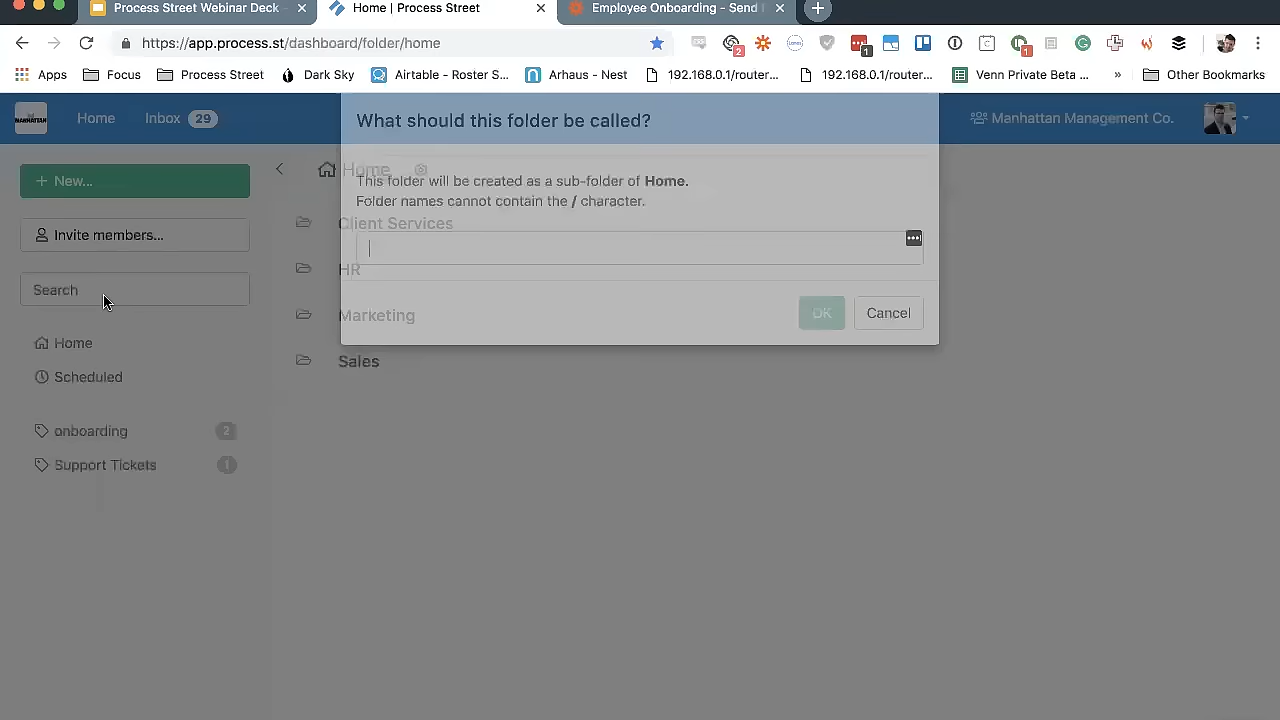 Process Street Webinar Deck -
Home | Process Street
Employee Onboarding - Send
https://app.process.st/dashboard/folder/home
2
1
1
Apps
Focus
Process Street
Dark Sky
Airtable - Roster S...
Arhaus - Nest
192.168.0.1/router...
192.168.0.1/router...
Venn Private Beta ...
»
Other Bookmarks
MANHATTAN
Home
Inbox 29
What should this folder be called?
Manhattan Management Co.
+ New...
Home
This folder will be created as a sub-folder of Home.
Folder names cannot contain the / character.
Client Services
Invite members...
HR
Search
Marketing
OK
Cancel
Home
Sales
Scheduled
onboarding 2
Support Tickets 1